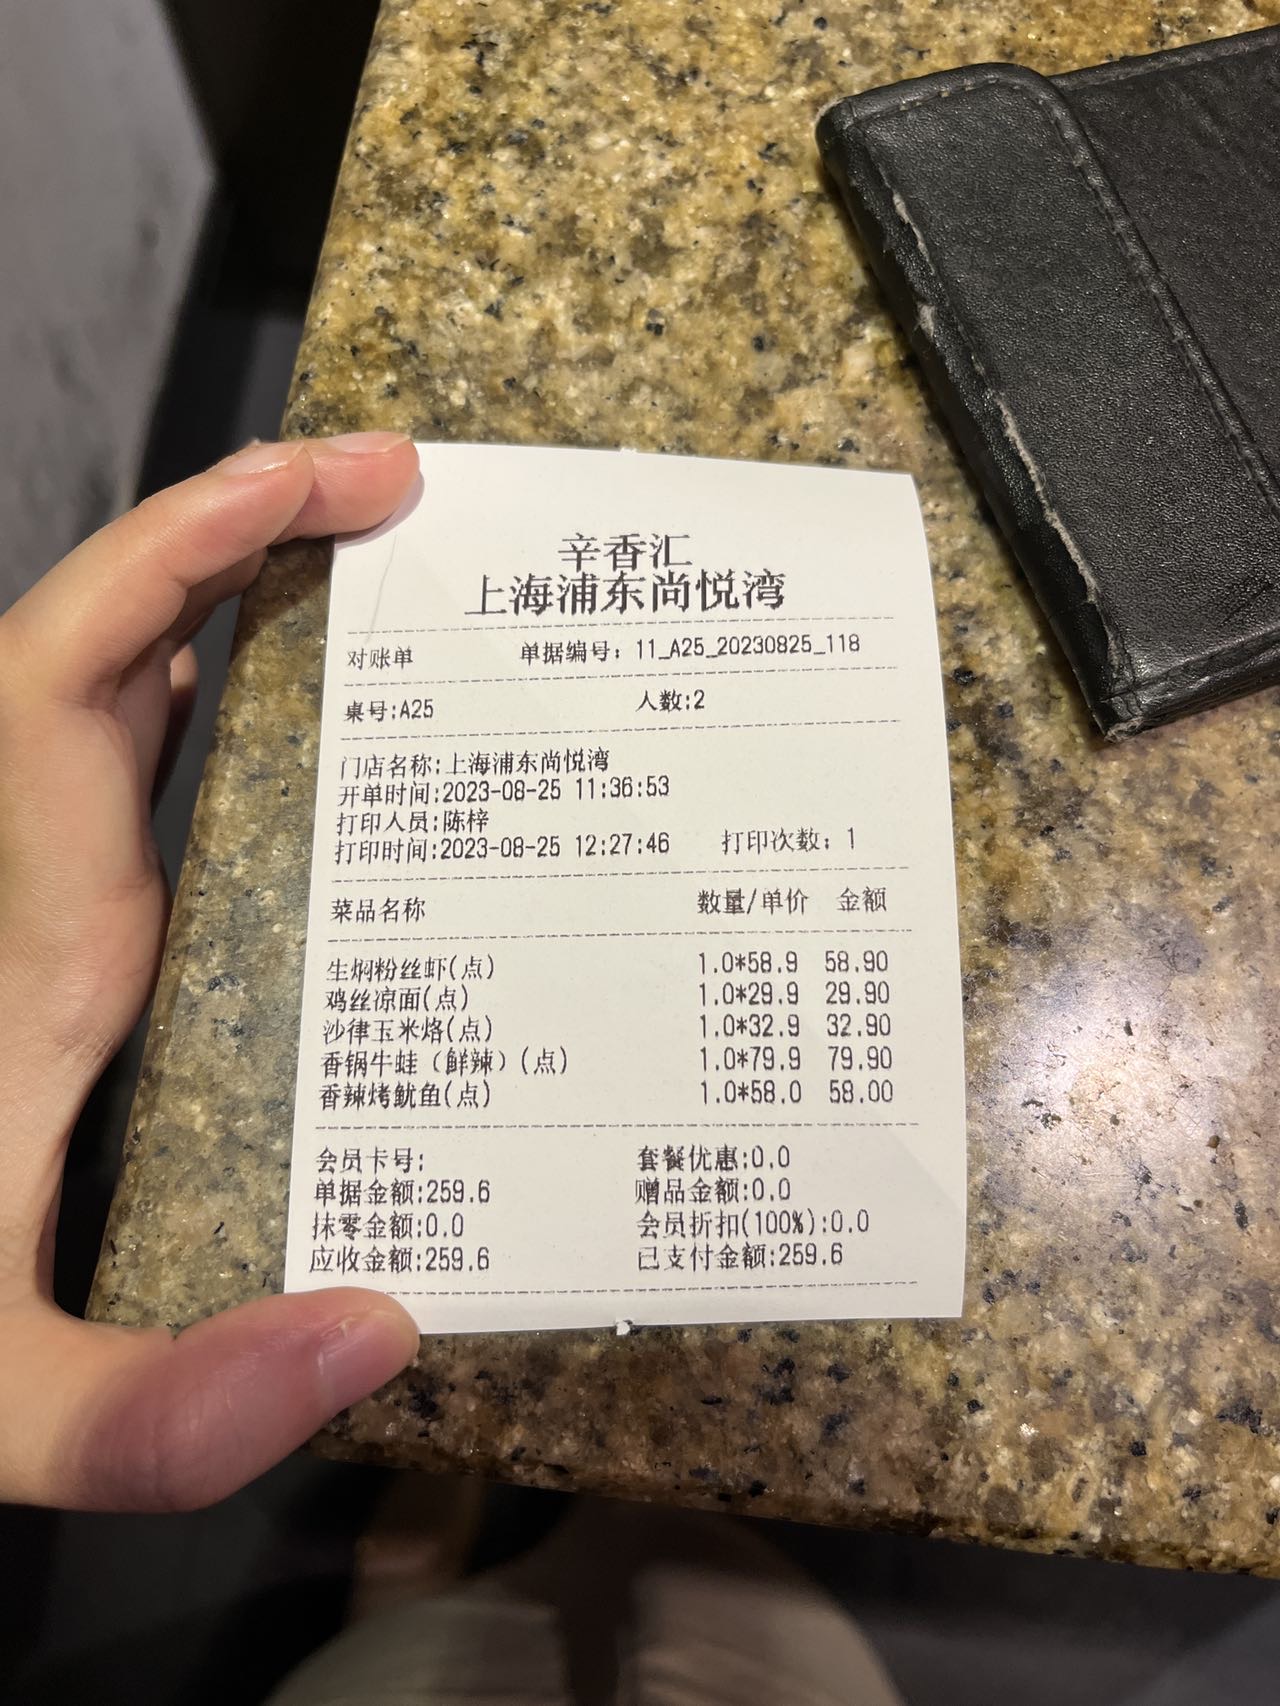 辛香汇
上海浦东尚悦湾
对账单 单据编号：11_A25_20230825_118
桌号:A25 人数:2
门店名称:上海浦东尚悦湾
开单时间:2023-08-25 11:36:53
打印人员:陈梓
打印时间:2023-08-25 12:27:46 打印次数：1
菜品名称 数量/单价 金额
生焖粉丝虾(点) 1.0*58.9 58.90
鸡丝凉面(点) 1.0*29.9 29.90
沙律玉米烙(点) 1.0*32.9 32.90
香锅牛蛙（鲜辣）(点) 1.0*79.9 79.90
香辣烤鱿鱼(点) 1.0*58.0 58.00
会员卡号: 套餐优惠:0.0
单据金额:259.6 赠品金额:0.0
抹零金额:0.0 会员折扣(100%):0.0
应收金额:259.6 已支付金额:259.6